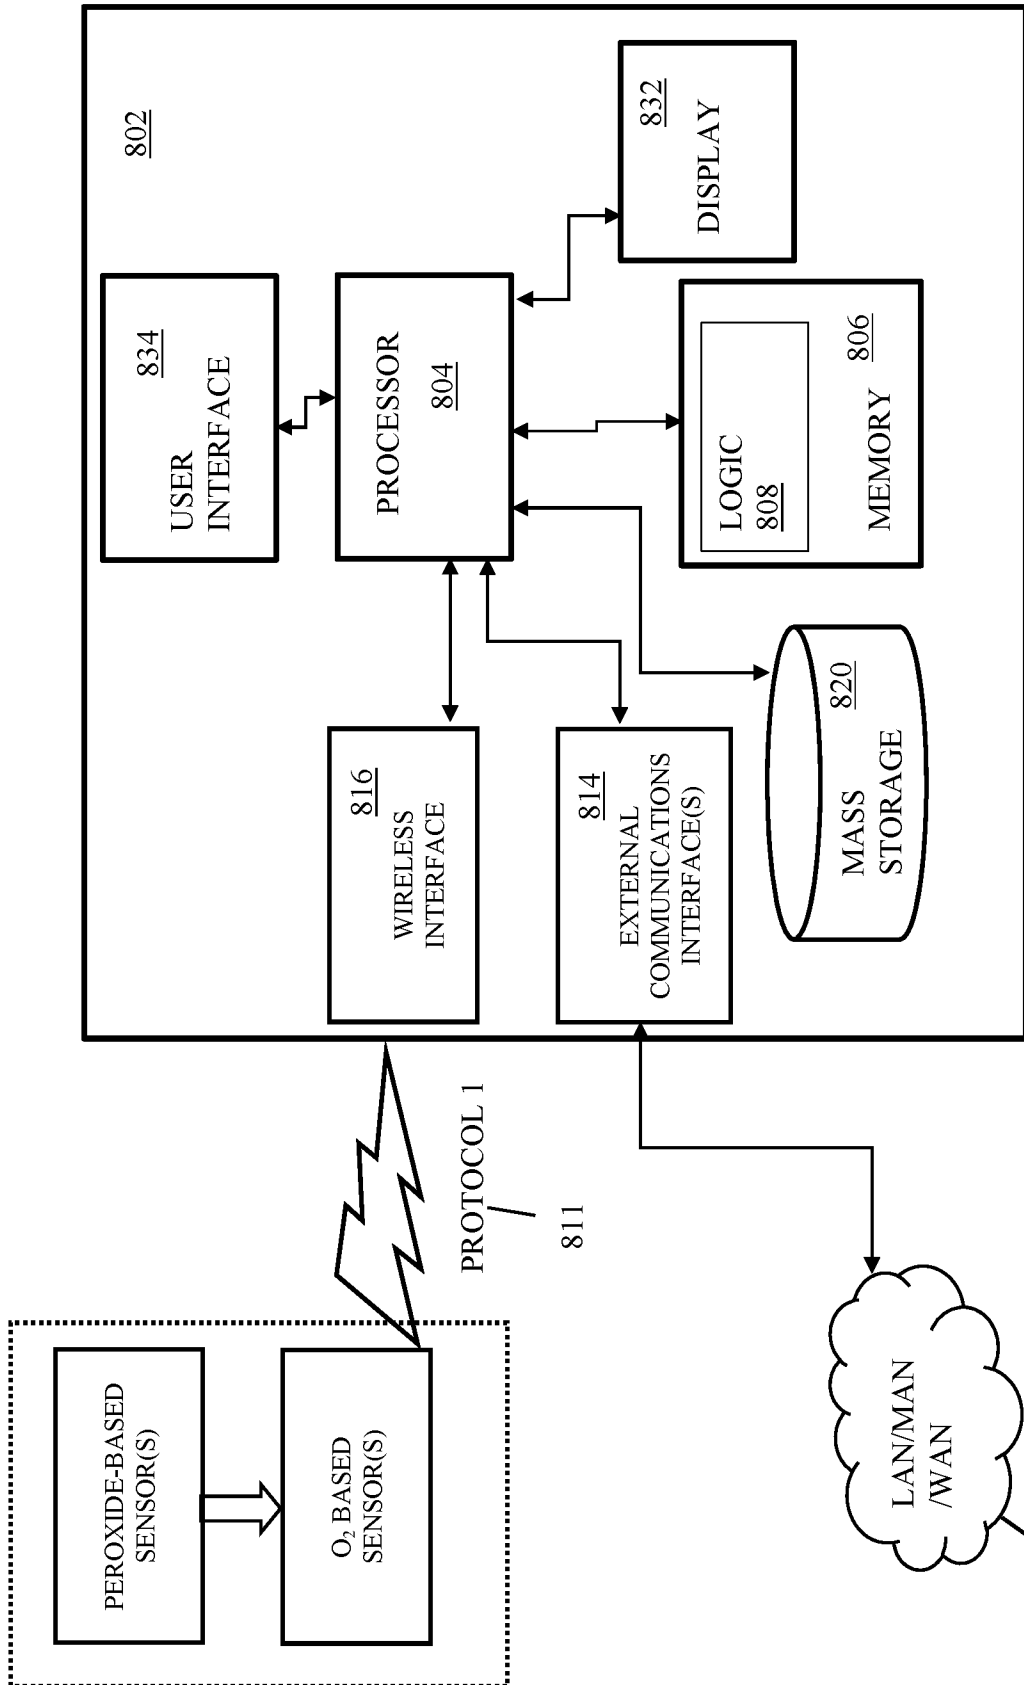 PEROXIDE-BASED
SENSOR(S)
O₂ BASED
SENSOR(S)
PROTOCOL 1
811
LAN/MAN
/WAN
802
USER
INTERFACE
834
WIRELESS
INTERFACE
816
PROCESSOR
804
EXTERNAL
COMMUNICATIONS
INTERFACE(S)
814
DISPLAY
832
LOGIC
808
MEMORY
806
MASS
STORAGE
820